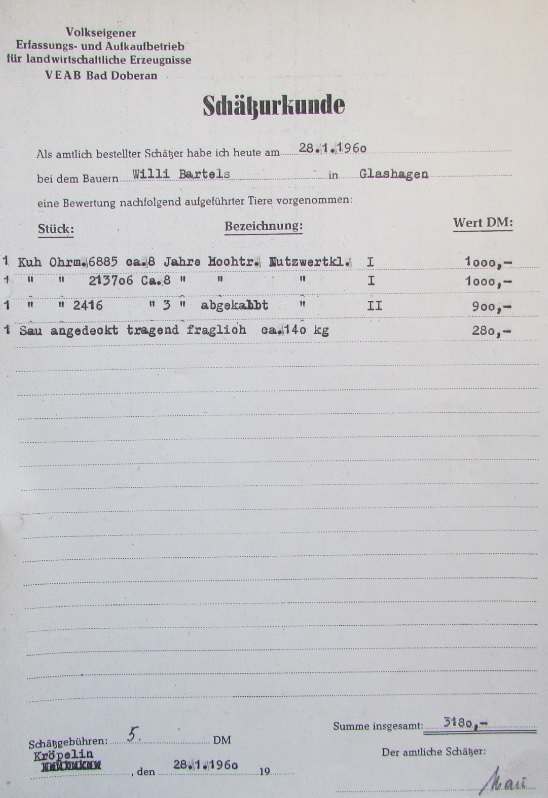 Volkseigener
Erfassungs- und Aufkaufbetrieb
für landwirtschaftliche Erzeugnisse
VEAB Bad Doberan
Schätzurkunde
Als amtlich bestellter Schätzer habe ich heute am 28.1.1960
bei dem Bauern Willi Bartels in Glashagen
eine Bewertung nachfolgend aufgeführter Tiere vorgenommen:
Stück: Bezeichnung: Wert DM:
1 Kuh Ohrm.6885 ca.8 Jahre Hochtr. Nutzwertkl. I 1000,-
1 " " 213706 Ca.8 " " " I 1000,-
1 " " 2416 " 3 " abgekalbt " II 900,-
1 Sau angedeckt tragend fraglich ca.140 kg 280,-
Summe insgesamt: 3180,-
Schätzgebühren: 5. DM
Der amtliche Schätzer:
Kröpelin
, den 28.1.1960 19